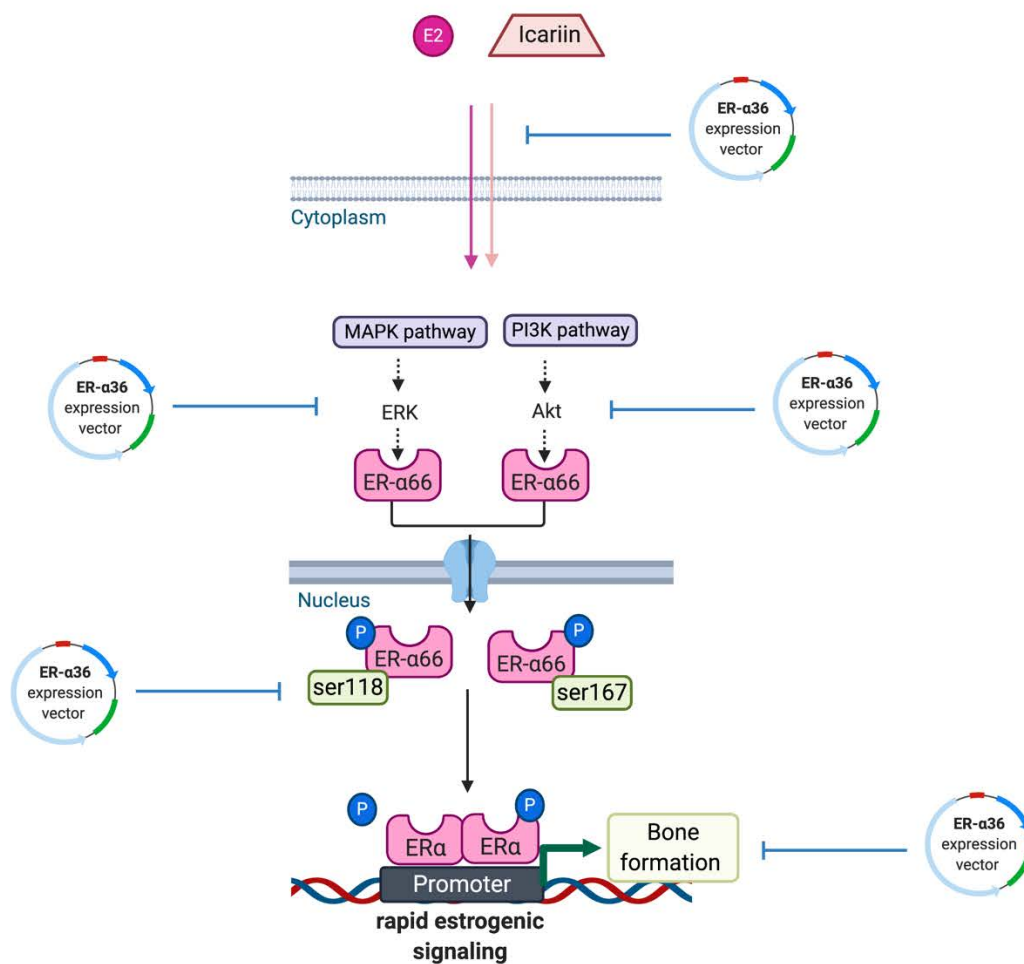 E2
Icariin
ER-α36
expression
vector
Cytoplasm
MAPK pathway
PI3K pathway
ER-α36
expression
vector
ERK
Akt
ER-α36
expression
vector
ER-α66
ER-α66
Nucleus
P
ER-α66
ser118
P
ER-α66
ser167
ER-α36
expression
vector
P
P
ERα
ERα
Promoter
Bone
formation
ER-α36
expression
vector
rapid estrogenic
signaling